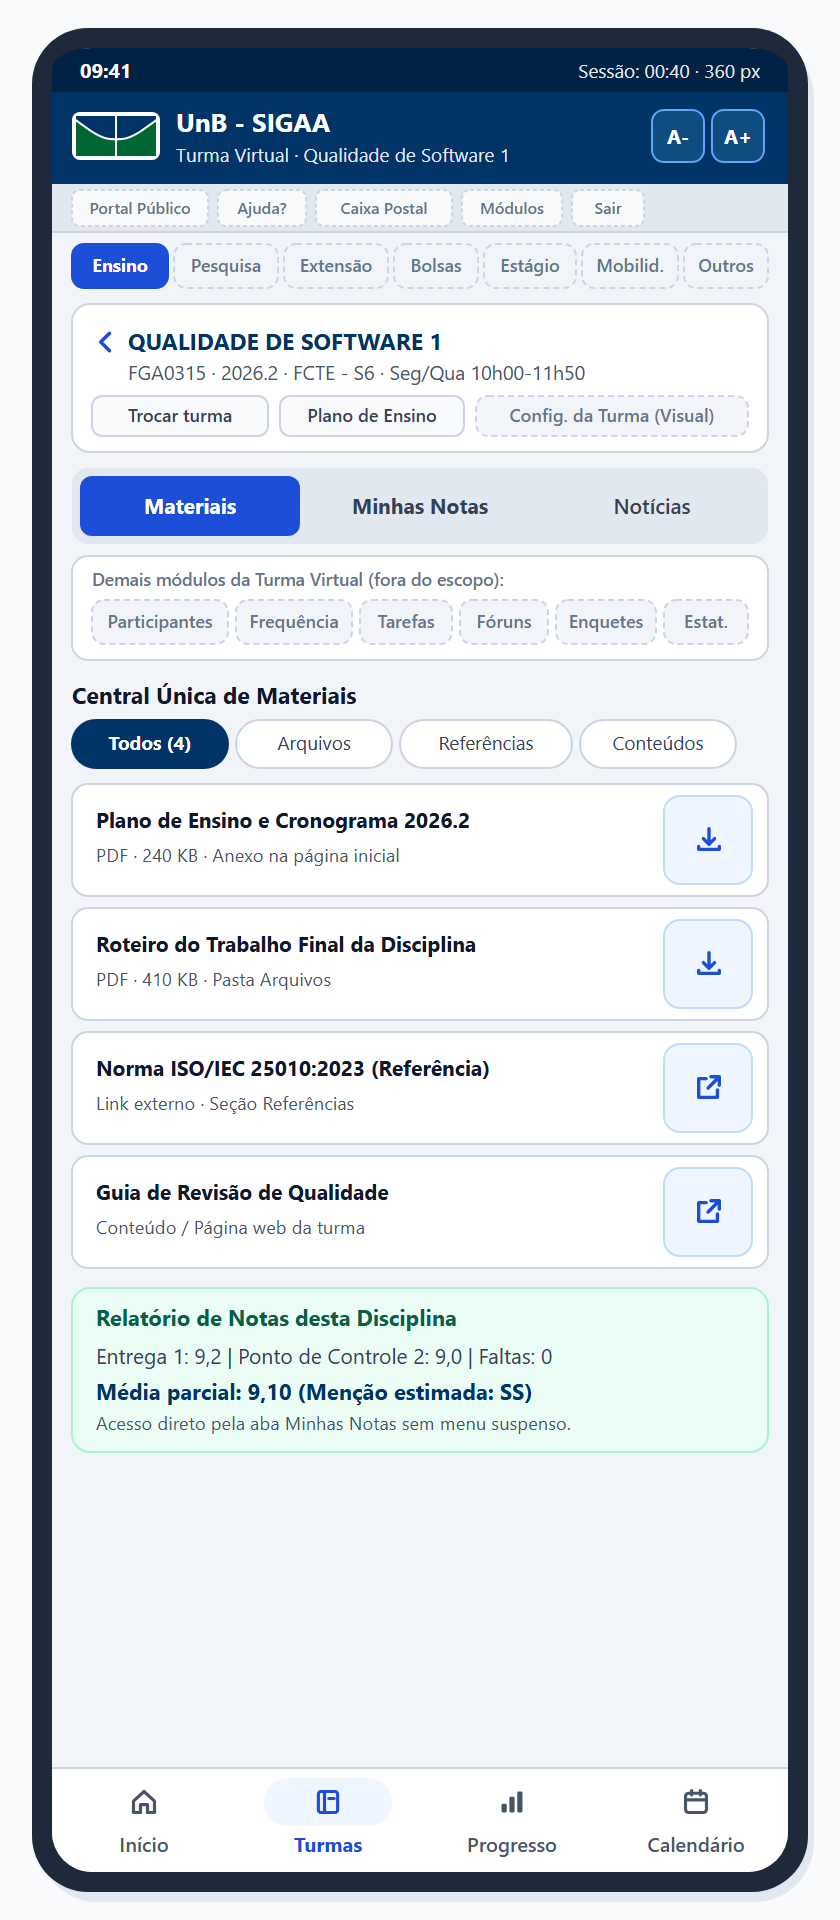 09:41
Sessão: 00:40 · 360 px
UnB - SIGAA
Turma Virtual · Qualidade de Software 1
A-
A+
Portal Público
Ajuda?
Caixa Postal
Módulos
Sair
Ensino
Pesquisa
Extensão
Bolsas
Estágio
Mobilid.
Outros
QUALIDADE DE SOFTWARE 1
FGA0315 · 2026.2 · FCTE - S6 · Seg/Qua 10h00-11h50
Trocar turma
Plano de Ensino
Config. da Turma (Visual)
Materiais
Minhas Notas
Notícias
Demais módulos da Turma Virtual (fora do escopo):
Participantes
Frequência
Tarefas
Fóruns
Enquetes
Estat.
Central Única de Materiais
Todos (4)
Arquivos
Referências
Conteúdos
Plano de Ensino e Cronograma 2026.2
PDF · 240 KB · Anexo na página inicial
Roteiro do Trabalho Final da Disciplina
PDF · 410 KB · Pasta Arquivos
Norma ISO/IEC 25010:2023 (Referência)
Link externo · Seção Referências
Guia de Revisão de Qualidade
Conteúdo / Página web da turma
Relatório de Notas desta Disciplina
Entrega 1: 9,2 | Ponto de Controle 2: 9,0 | Faltas: 0
Média parcial: 9,10 (Menção estimada: SS)
Acesso direto pela aba Minhas Notas sem menu suspenso.
Início
Turmas
Progresso
Calendário